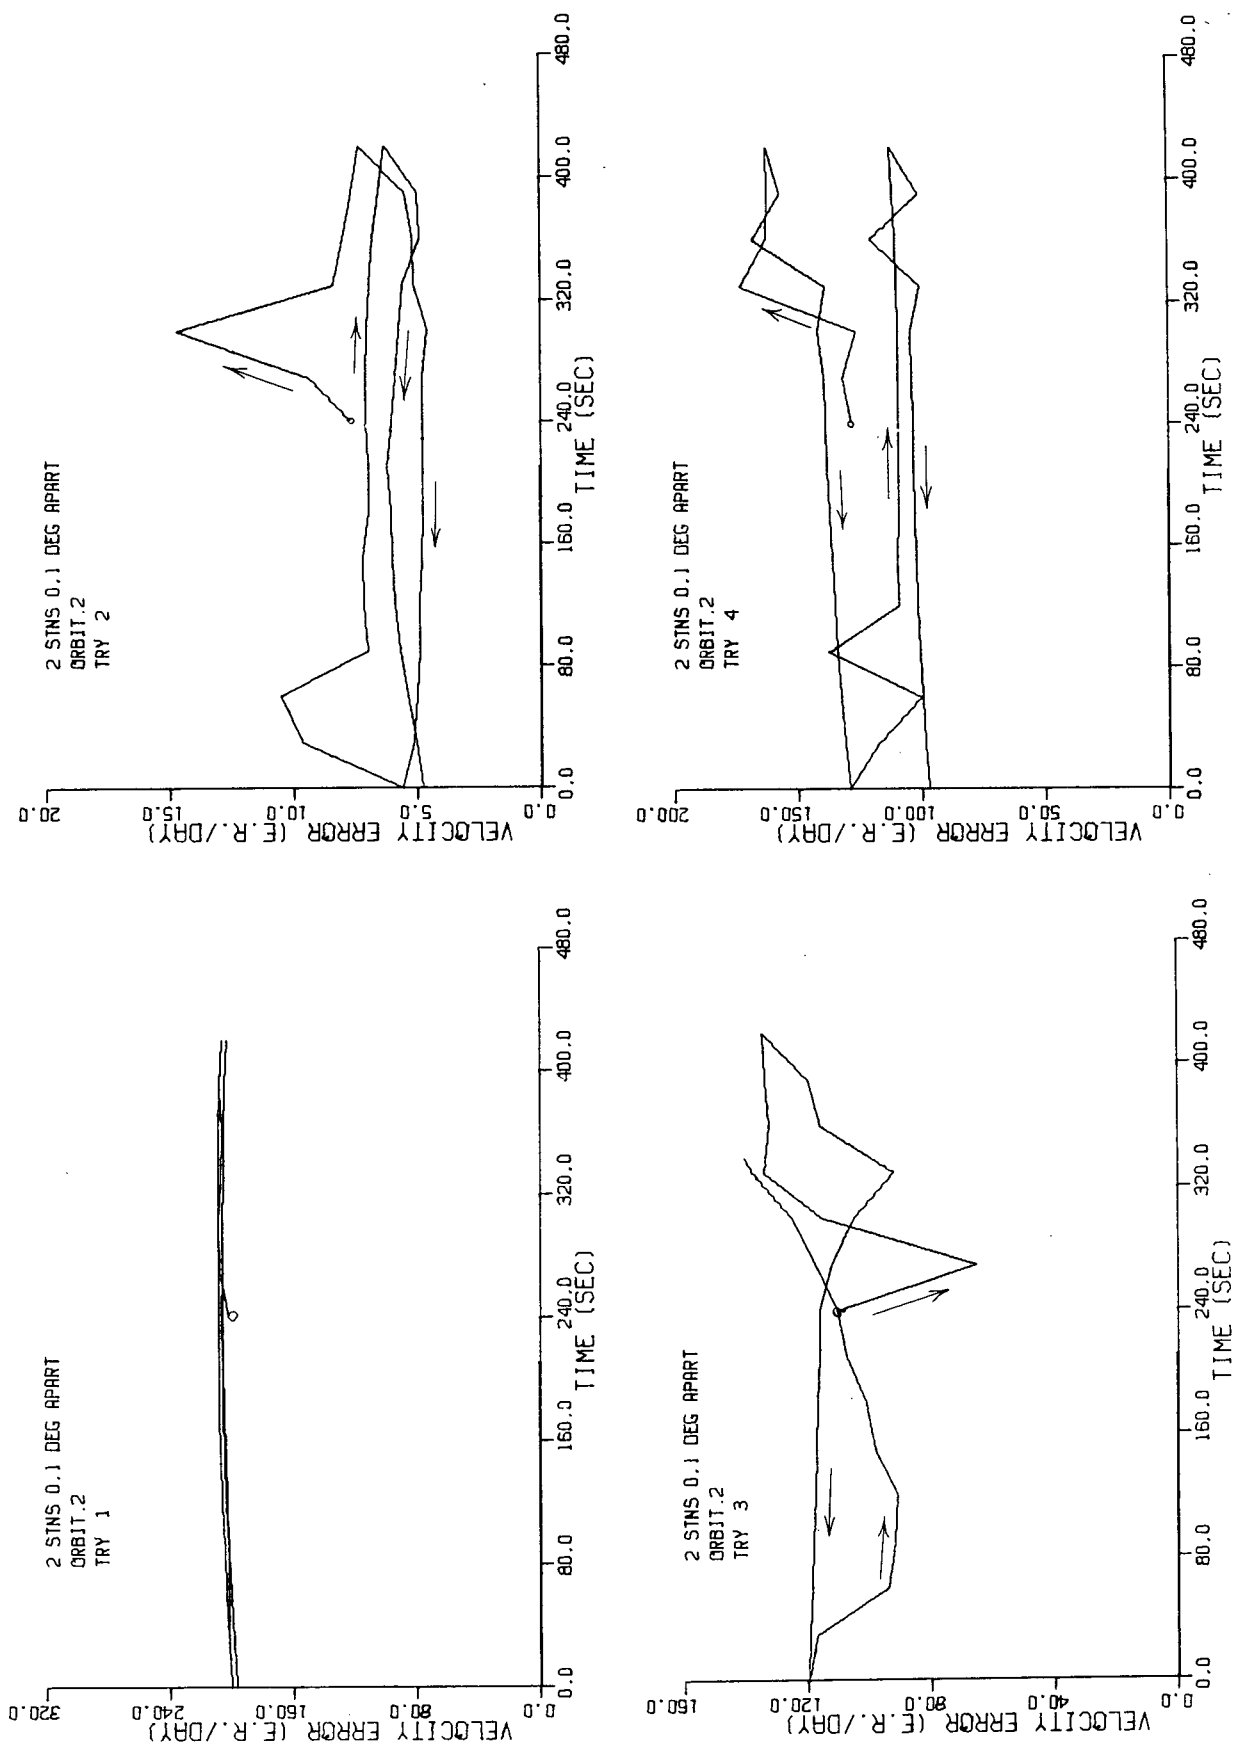 2 STNS 0.1 DEG APART
ORBIT.2
TRY 1
VELOCITY ERROR (E.R./DAY)
320.0
240.0
160.0
80.0
0.0
0.0 80.0 160.0 240.0 320.0 400.0 480.0
TIME (SEC)
2 STNS 0.1 DEG APART
ORBIT.2
TRY 2
VELOCITY ERROR (E.R./DAY)
20.0
15.0
10.0
5.0
0.0
0.0 80.0 160.0 240.0 320.0 400.0 480.0
TIME (SEC)
2 STNS 0.1 DEG APART
ORBIT.2
TRY 3
VELOCITY ERROR (E.R./DAY)
160.0
120.0
80.0
40.0
0.0
0.0 80.0 160.0 240.0 320.0 400.0 480.0
TIME (SEC)
2 STNS 0.1 DEG APART
ORBIT.2
TRY 4
VELOCITY ERROR (E.R./DAY)
200.0
150.0
100.0
50.0
0.0
0.0 80.0 160.0 240.0 320.0 400.0 480.0
TIME (SEC)